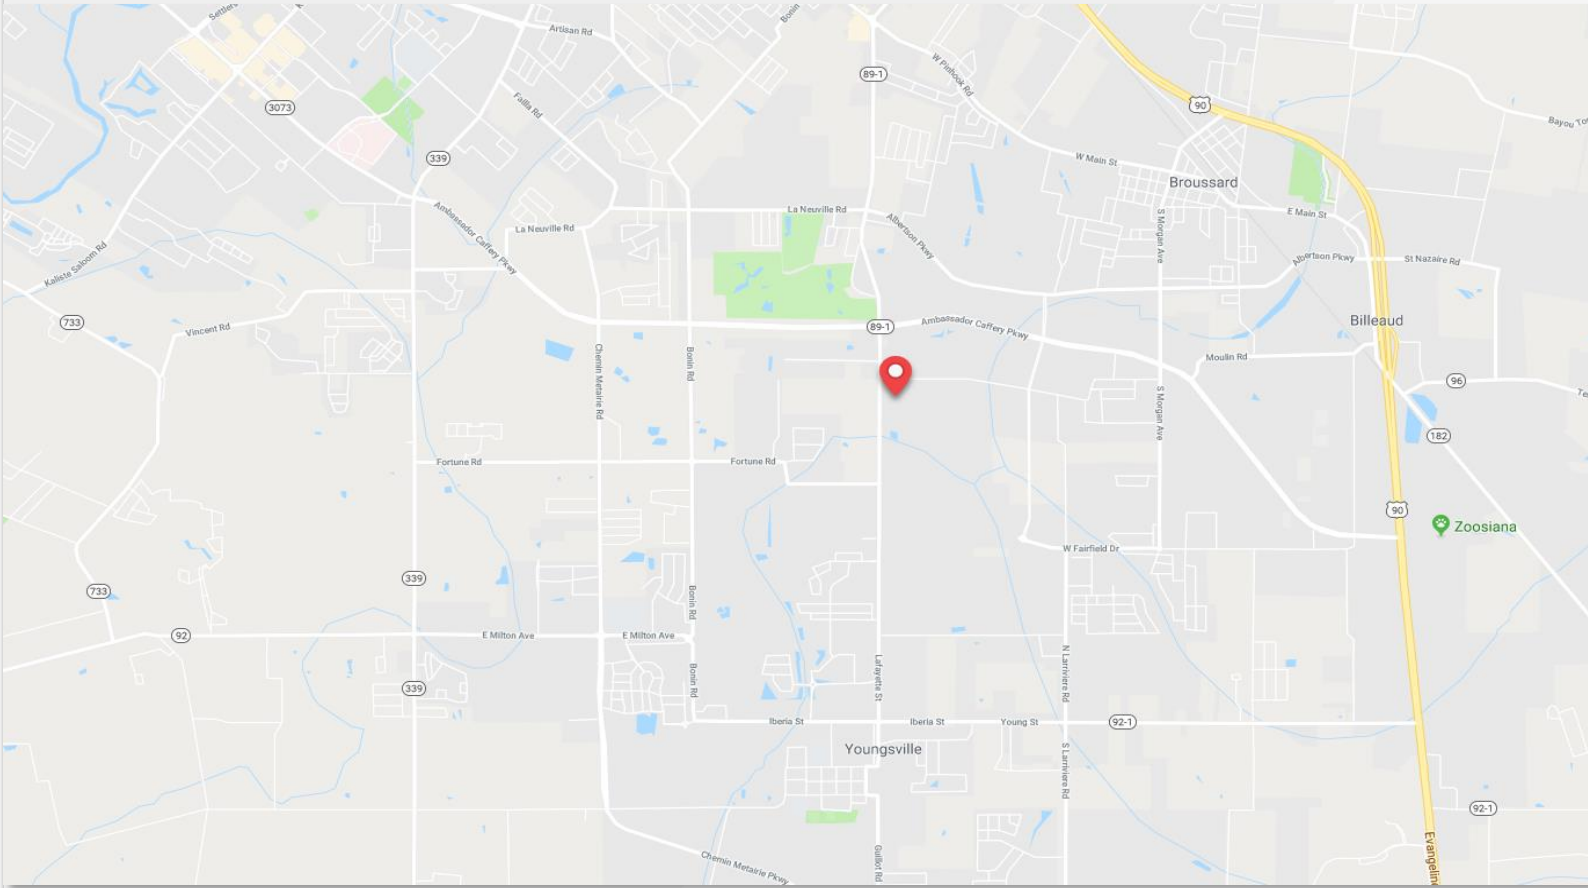 Bonin
Artisan Rd
89-1
W Pinhook Rd
3073
Failla Rd
90
339
W Main St
Broussard
Ambassador Caffery Pkwy
La Neuville Rd
La Neuville Rd
Albertson Pkwy
S Morgan Ave
E Main St
Kaliste Saloom Rd
Albertson Pkwy
St Nazaire Rd
733
Vincent Rd
89-1
Ambassador Caffery Pkwy
Billeaud
Chemin Metairie Rd
Bonin Rd
Moulin Rd
96
S Morgan Ave
182
Fortune Rd
Fortune Rd
90
Zoosiana
W Fairfield Dr
339
733
Bonin Rd
92
E Milton Ave
E Milton Ave
Bonin Rd
Lafayette St
N Larriviere Rd
339
Iberia St
Iberia St
Young St
92-1
Youngsville
S Larriviere Rd
92-1
Chemin Metairie Pkwy
Guillot Rd